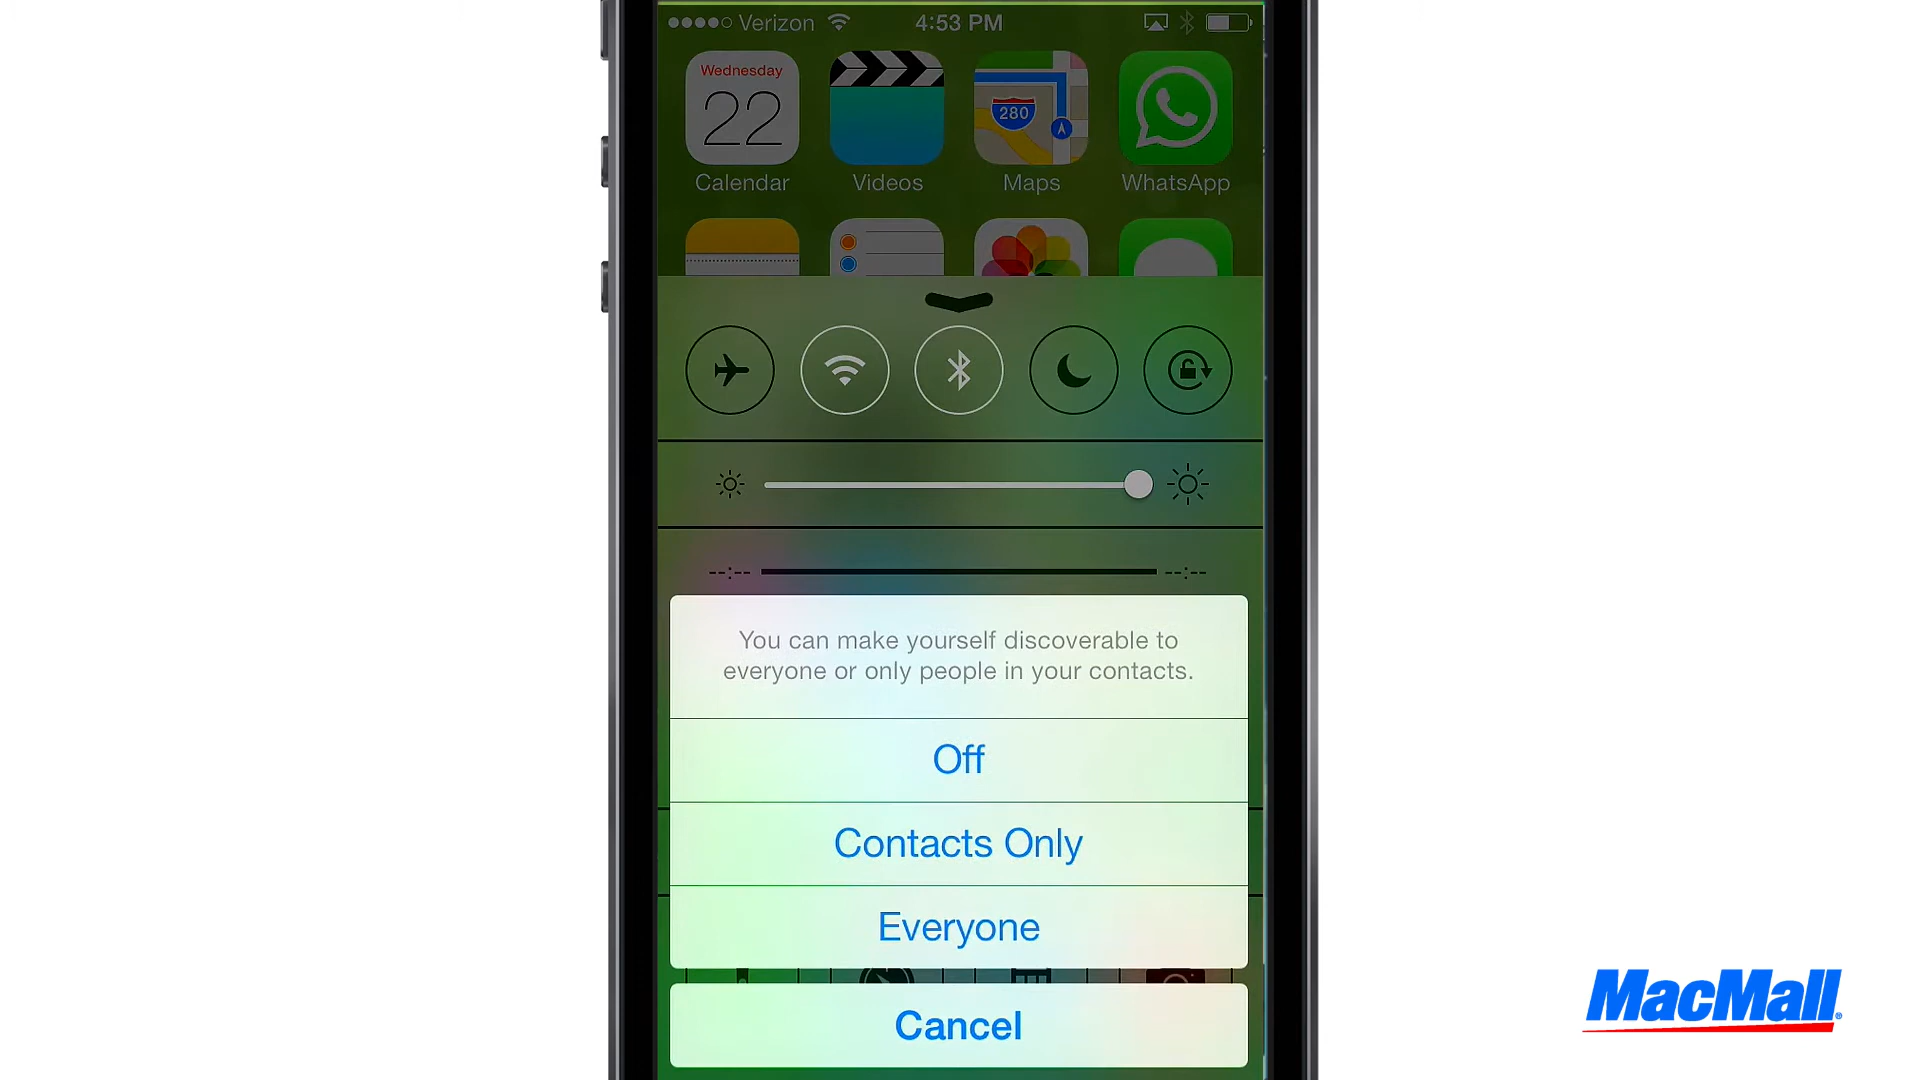 Verizon 4:53 PM
Wednesday
22
280
Calendar Videos Maps WhatsApp
--:-- --:--
You can make yourself discoverable to
everyone or only people in your contacts.
Off
Contacts Only
Everyone
Cancel
MacMall®